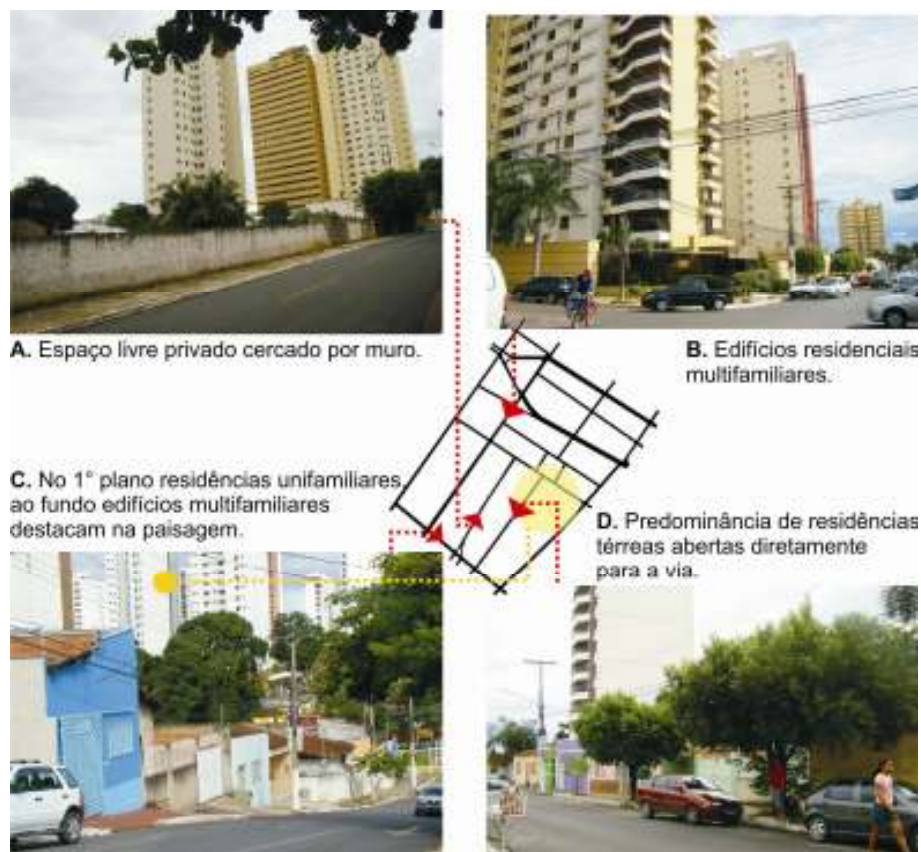 A. Espaço livre privado cercado por muro.
B. Edifícios residenciais
multifamiliares.
C. No 1° plano residências unifamiliares,
ao fundo edifícios multifamiliares
destacam na paisagem.
D. Predominância de residências
térreas abertas diretamente
para a via.